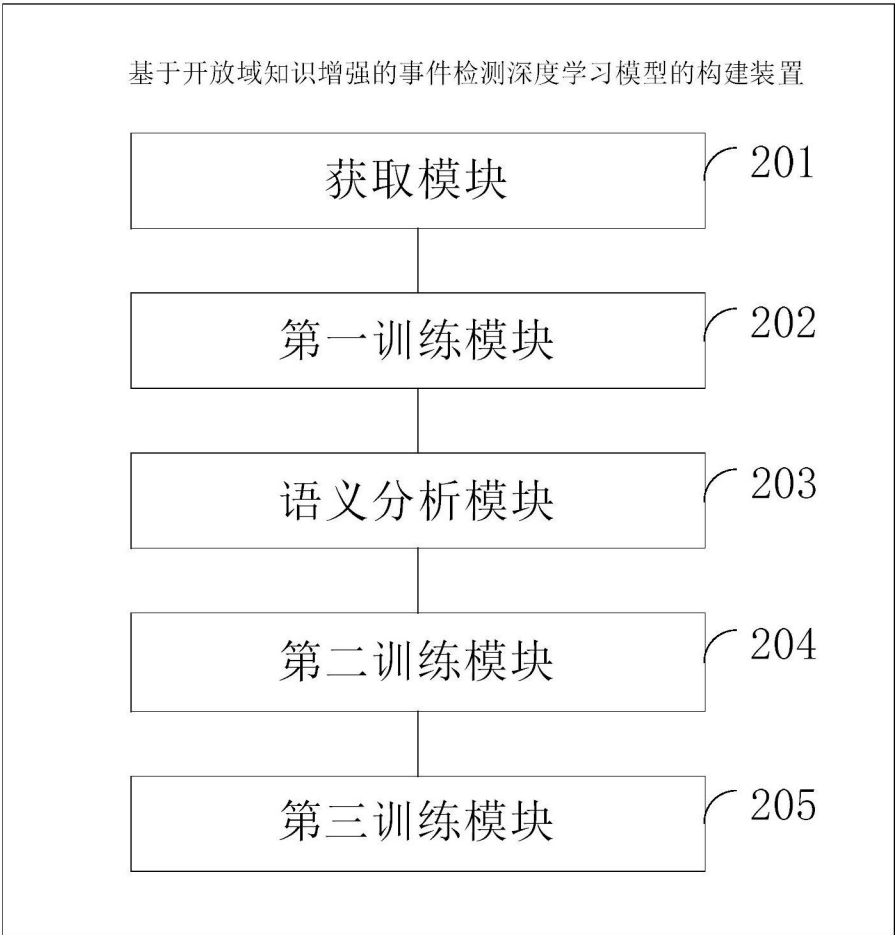 基于开放域知识增强的事件检测深度学习模型的构建装置
获取模块 201
第一训练模块 202
语义分析模块 203
第二训练模块 204
第三训练模块 205